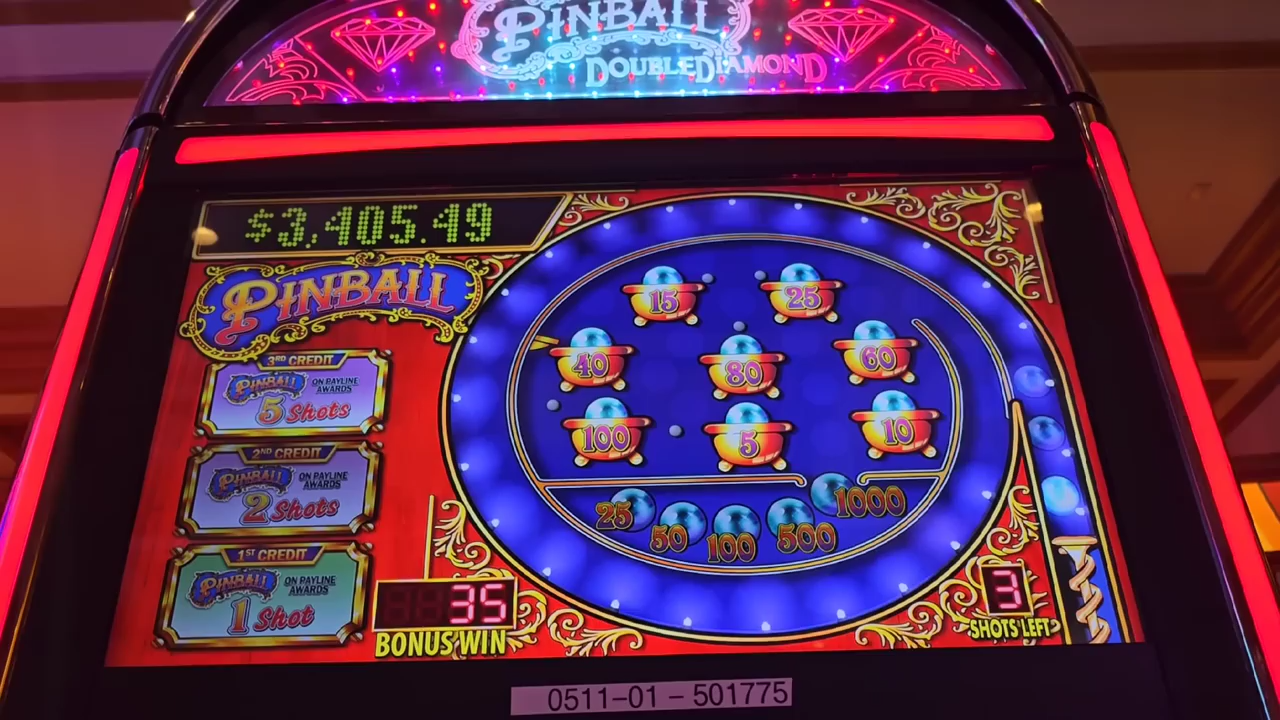 PINBALL
DOUBLE DIAMOND
$3,405.49
PINBALL
3RD CREDIT
PINBALL ON PAYLINE AWARDS
5 Shots
2ND CREDIT
PINBALL ON PAYLINE AWARDS
2 Shots
1ST CREDIT
PINBALL ON PAYLINE AWARDS
1 Shot
15 25
40 80 60
100 5 10
25 50 100 500 1000
35
BONUS WIN
3
SHOTS LEFT
0511-01 - 501775